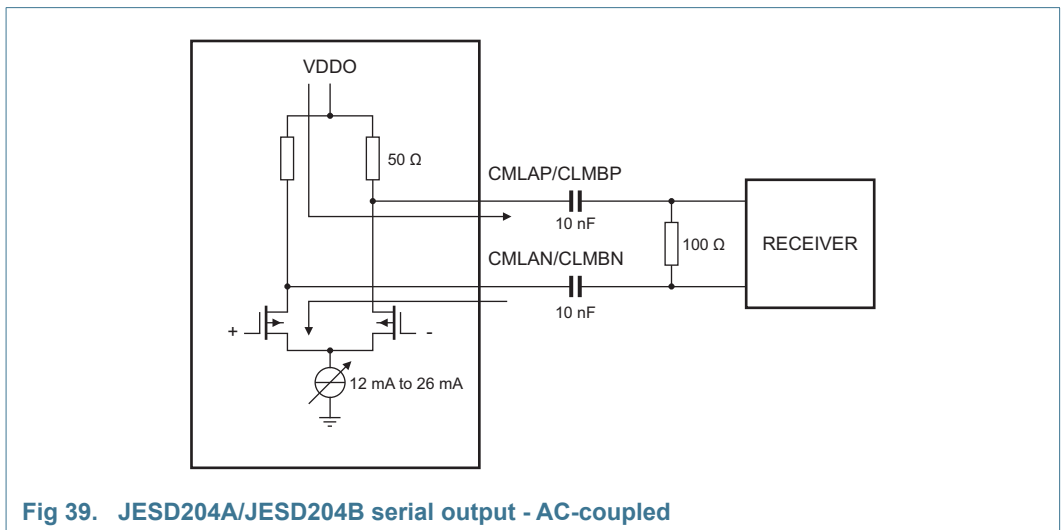 VDDO
50 Ω
CMLAP/CLMBP
10 nF
100 Ω
RECEIVER
CMLAN/CLMBN
10 nF
+
-
12 mA to 26 mA
Fig 39. JESD204A/JESD204B serial output - AC-coupled